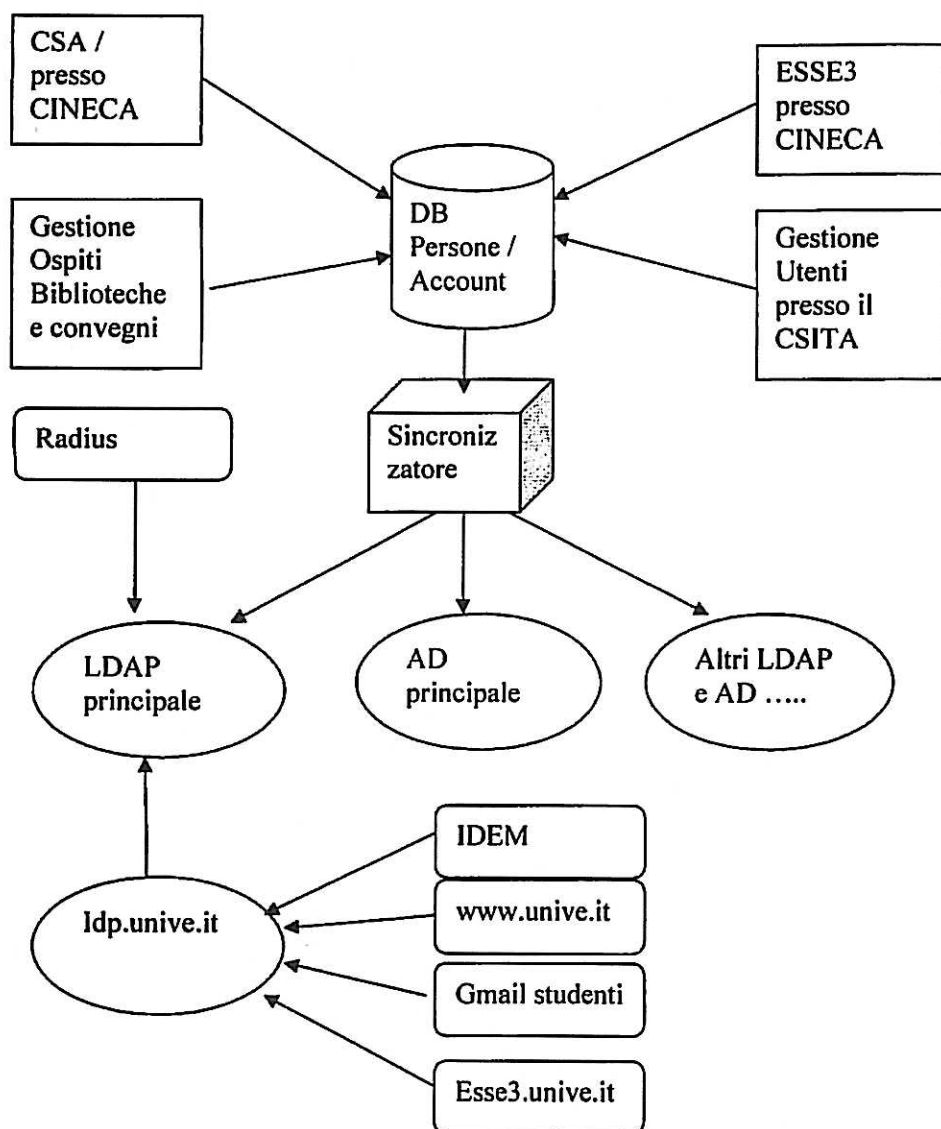 CSA /
presso
CINECA
ESSE3
presso
CINECA
DB
Persone /
Account
Gestione
Ospiti
Biblioteche
e convegni
Gestione
Utenti
presso il
CSITA
Radius
Sincroniz
zatore
LDAP
principale
AD
principale
Altri LDAP
e AD …..
Idp.unive.it
IDEM
www.unive.it
Gmail studenti
Esse3.unive.it